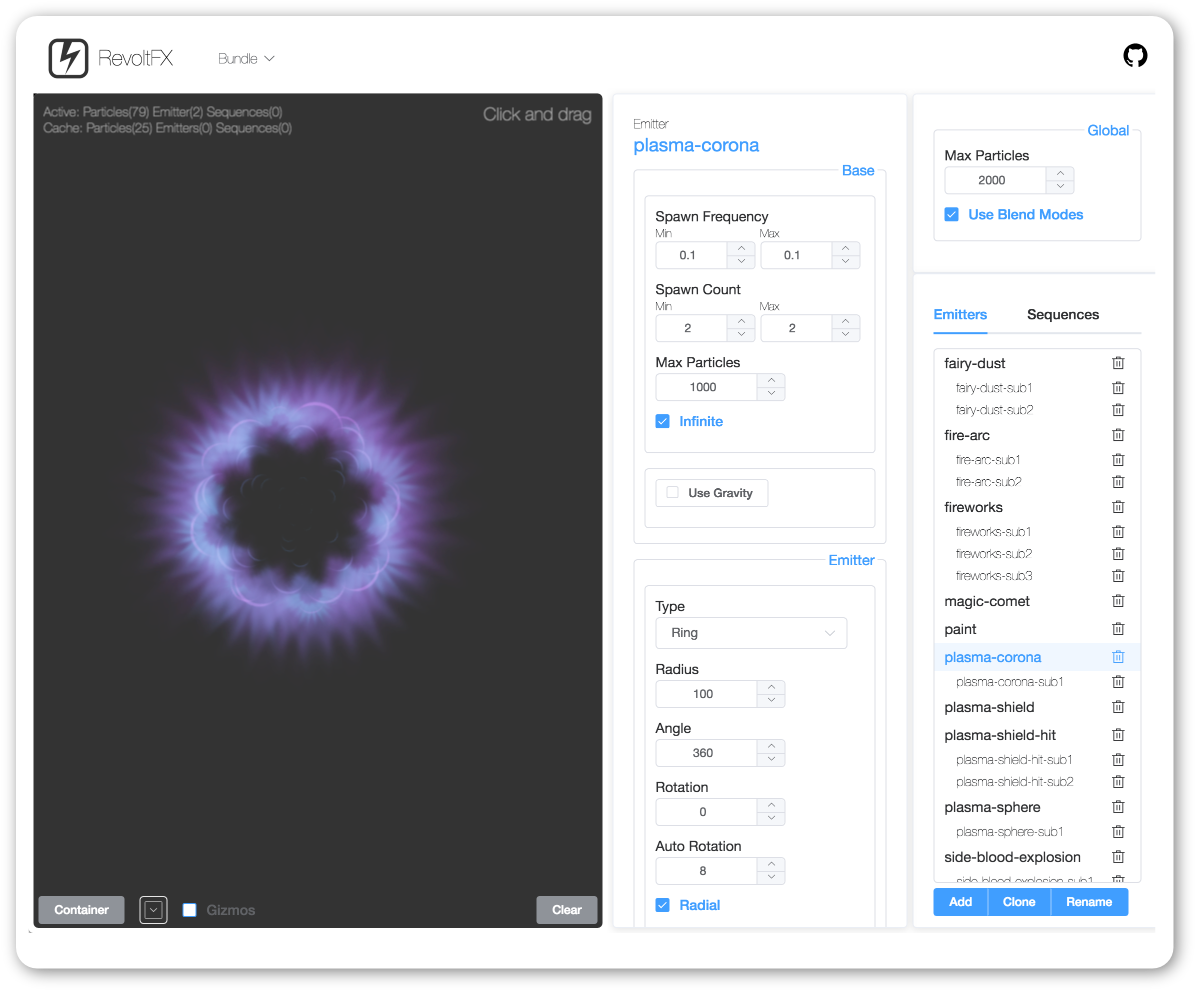 RevoltFX
Bundle
Active: Particles(79) Emitter(2) Sequences(0)
Cache: Particles(25) Emitters(0) Sequences(0)
Click and drag
Container
Gizmos
Clear
Emitter
plasma-corona
Base
Spawn Frequency
Min Max
0.1 0.1
Spawn Count
Min Max
2 2
Max Particles
1000
Infinite
Use Gravity
Emitter
Type
Ring
Radius
100
Angle
360
Rotation
0
Auto Rotation
8
Radial
Global
Max Particles
2000
Use Blend Modes
Emitters Sequences
fairy-dust
fairy-dust-sub1
fairy-dust-sub2
fire-arc
fire-arc-sub1
fire-arc-sub2
fireworks
fireworks-sub1
fireworks-sub2
fireworks-sub3
magic-comet
paint
plasma-corona
plasma-corona-sub1
plasma-shield
plasma-shield-hit
plasma-shield-hit-sub1
plasma-shield-hit-sub2
plasma-sphere
plasma-sphere-sub1
side-blood-explosion
side-blood-explosion-sub1
Add Clone Rename